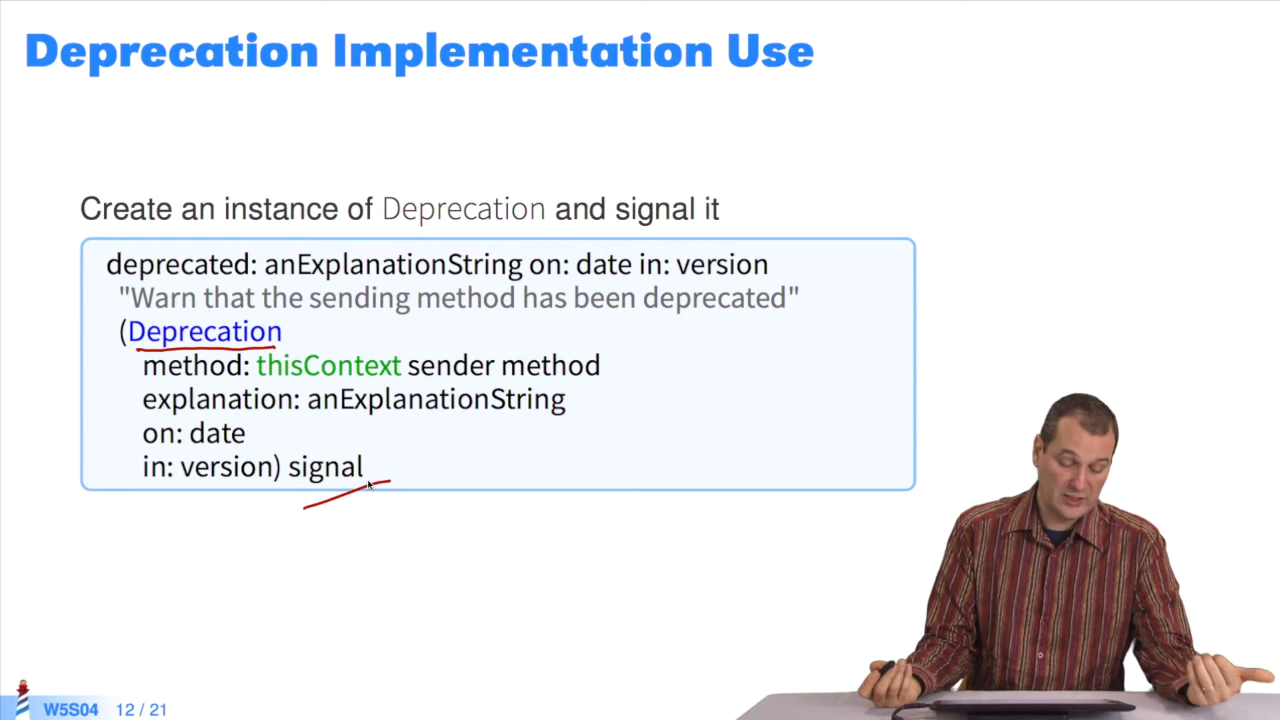 Deprecation Implementation Use
Create an instance of Deprecation and signal it
deprecated: anExplanationString on: date in: version
"Warn that the sending method has been deprecated"
(Deprecation
method: thisContext sender method
explanation: anExplanationString
on: date
in: version) signal
W5S04 12 / 21